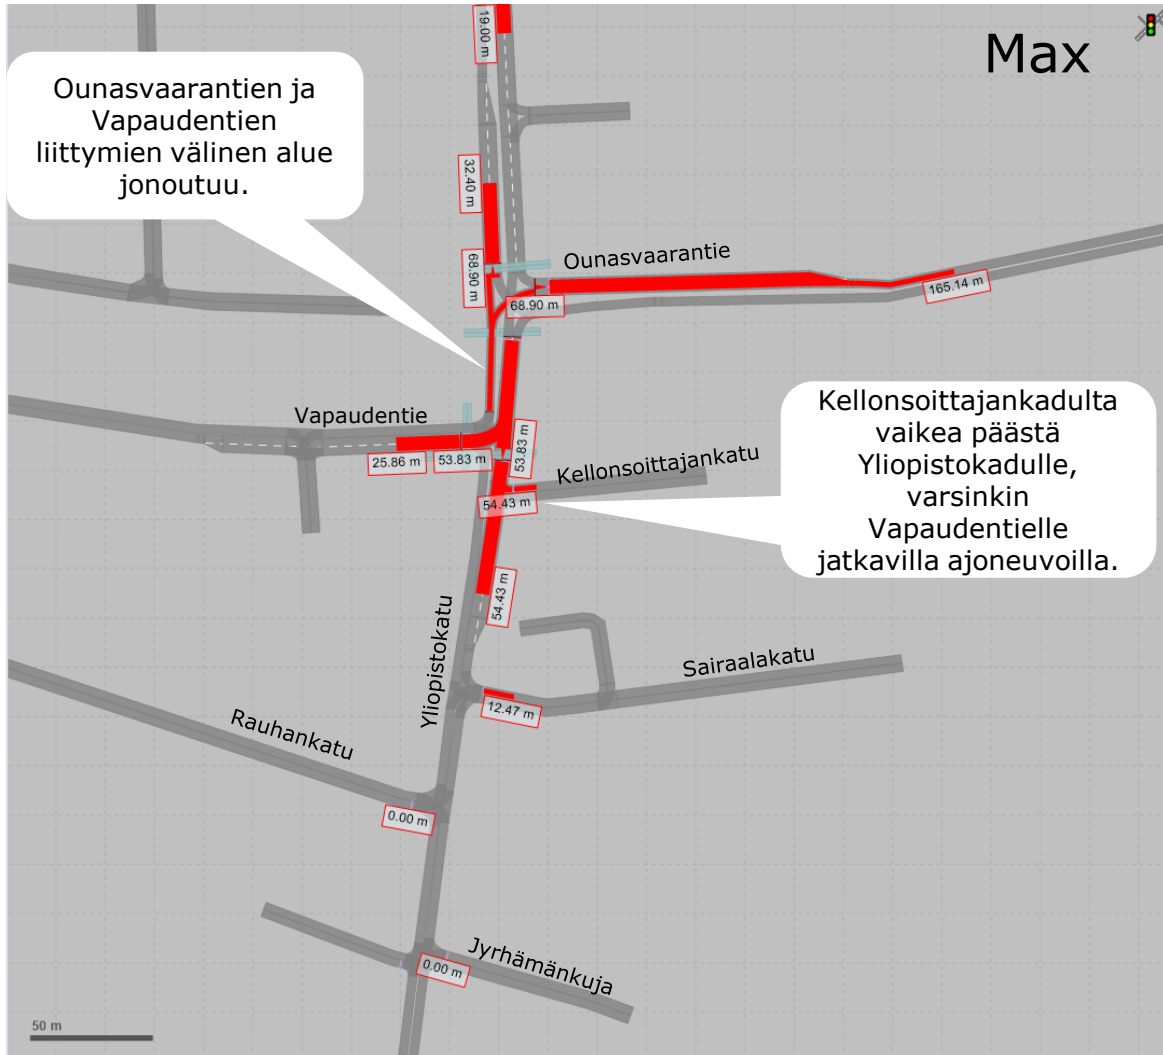 19.00 m
Max
Ounasvaarantien ja
Vapaudentien
liittymien välinen alue
jonoutuu.
32.40 m
Ounasvaarantie
68.90 m
68.90 m
165.14 m
Vapaudentie
Kellonsoittajankadulta
vaikea päästä
Yliopistokadulle,
varsinkin
Vapaudentielle
jatkavilla ajoneuvoilla.
25.86 m
53.83 m
53.83 m
Kellonsoittajankatu
54.43 m
54.43 m
Yliopistokatu
Sairaalakatu
12.47 m
Rauhankatu
0.00 m
Jyrhämänkuja
0.00 m
50 m